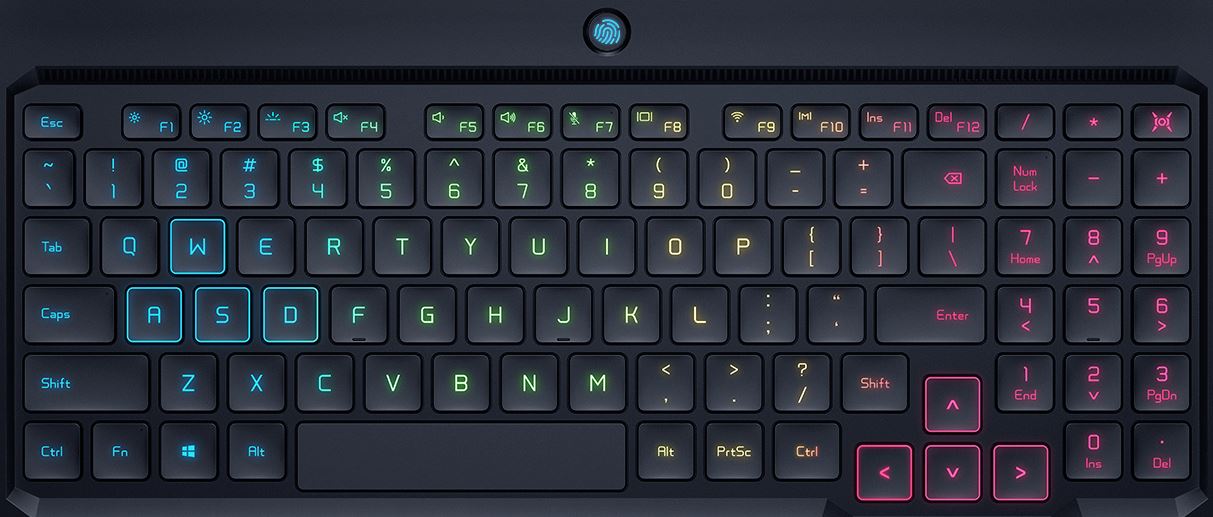 Esc F1 F2 F3 F4 F5 F6 F7 F8 F9 |M| F10 Ins F11 Del F12 / *
~ ! @ # $ % ^ & * ( ) _ + Num
` 1 2 3 4 5 6 7 8 9 0 - = Lock - +
Tab Q W E R T Y U I O P { [ } ] | \ 7 Home 8 ^ 9 PgUp
Caps A S D F G H J K L : ; “ ‘ Enter 4 < 5 6 >
Shift Z X C V B N M < , > . ? / Shift ^ 1 End 2 v 3 PgDn
Ctrl Fn Alt Alt PrtSc Ctrl < v > 0 Ins . Del